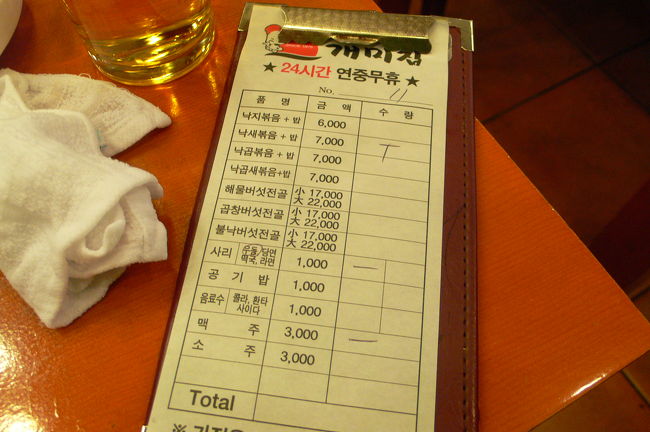 개미집
★ 24시간 연중무휴 ★
No. 11
품 명 금 액 수 량
낙지볶음 + 밥 6,000
낙새볶음 + 밥 7,000 T
낙곱볶음 + 밥 7,000
낙곱새볶음+밥 7,000
해물버섯전골 小 17,000
大 22,000
곱창버섯전골 小 17,000
大 22,000
불낙버섯전골 小 17,000
大 22,000
사리 우동/당면 1,000 ー
떡국, 라면
공 기 밥 1,000
음료수 콜라, 환타 1,000
사이다
맥 주 3,000 ー
소 주 3,000
Total